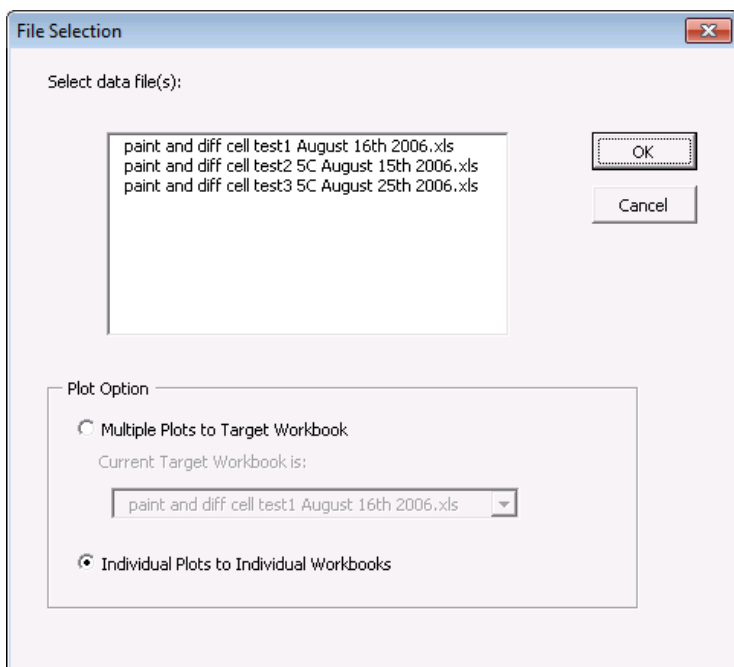 File Selection
Select data file(s):
paint and diff cell test1 August 16th 2006.xls
paint and diff cell test2 5C August 15th 2006.xls
paint and diff cell test3 5C August 25th 2006.xls
OK
Cancel
Plot Option
Multiple Plots to Target Workbook
Current Target Workbook is:
paint and diff cell test1 August 16th 2006.xls
Individual Plots to Individual Workbooks